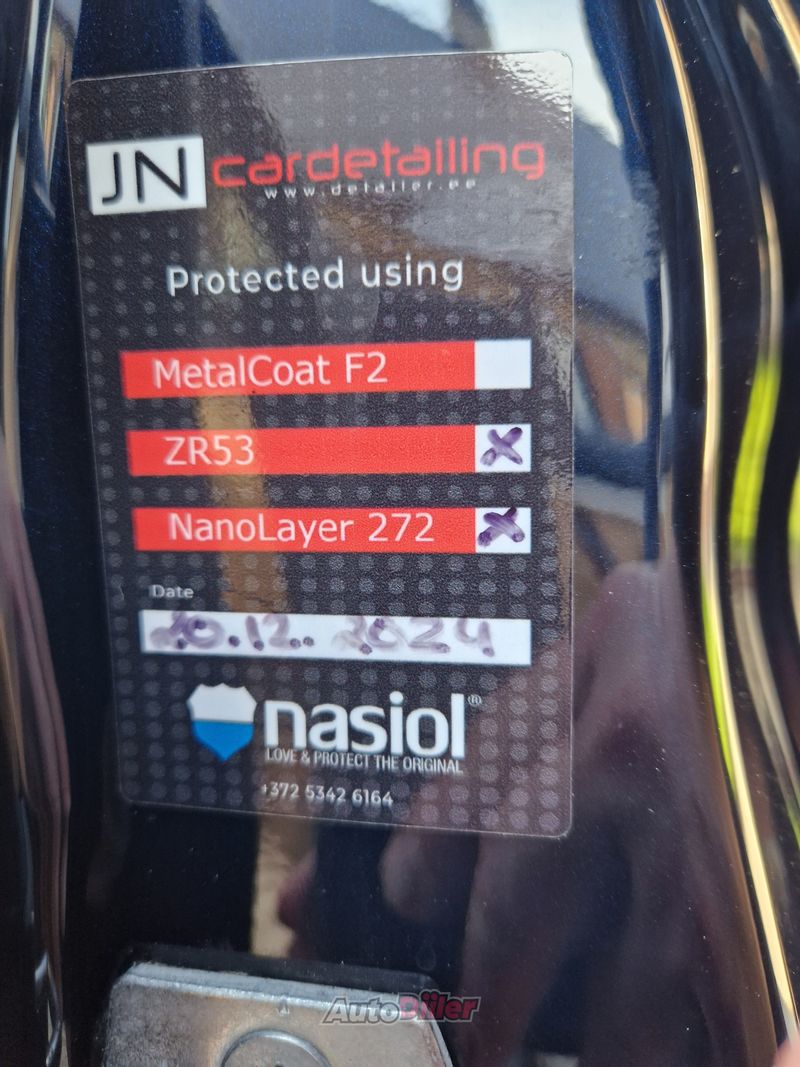 JN cardetailing
www.detailer.ee
Protected using
MetalCoat F2
ZR53 x
NanoLayer 272 x
Date
20.12.2024
nasiol®
LOVE & PROTECT THE ORIGINAL
+372 5342 6164
AutoDiiler